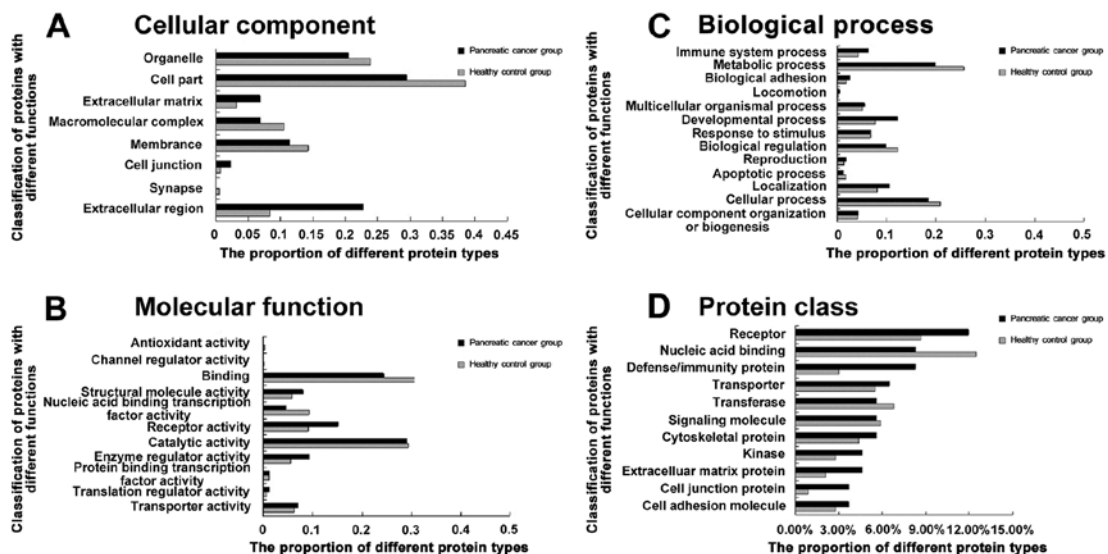 A Cellular component
Classification of proteins with
different functions
Organelle
Cell part
Extracellular matrix
Macromolecular complex
Membrance
Cell junction
Synapse
Extracellular region
Pancreatic cancer group
Healthy control group
0 0.05 0.1 0.15 0.2 0.25 0.3 0.35 0.4 0.45
The proportion of different protein types
C Biological process
Classification of proteins with
different functions
Immune system process
Metabolic process
Biological adhesion
Locomotion
Multicellular organismal process
Developmental process
Response to stimulus
Biological regulation
Reproduction
Apoptotic process
Localization
Cellular process
Cellular component organization
or biogenesis
Pancreatic cancer group
Healthy control group
0 0.1 0.2 0.3 0.4 0.5
The proportion of different protein types
B Molecular function
Classification of proteins with
different functions
Antioxidant activity
Channel regulator activity
Binding
Structural molecule activity
Nucleic acid binding transcription
factor activity
Receptor activity
Catalytic activity
Enzyme regulator activity
Protein binding transcription
factor activity
Translation regulator activity
Transporter activity
Pancreatic cancer group
Healthy control group
0 0.1 0.2 0.3 0.4 0.5
The proportion of different protein types
D Protein class
Classification of proteins with
different functions
Receptor
Nucleic acid binding
Defense/immunity protein
Transporter
Transferase
Signaling molecule
Cytoskeletal protein
Kinase
Extracelluar matrix protein
Cell junction protein
Cell adhesion molecule
Pancreatic cancer group
Healthy control group
0.00% 3.00% 6.00% 9.00% 12.00% 15.00%
The proportion of different protein types